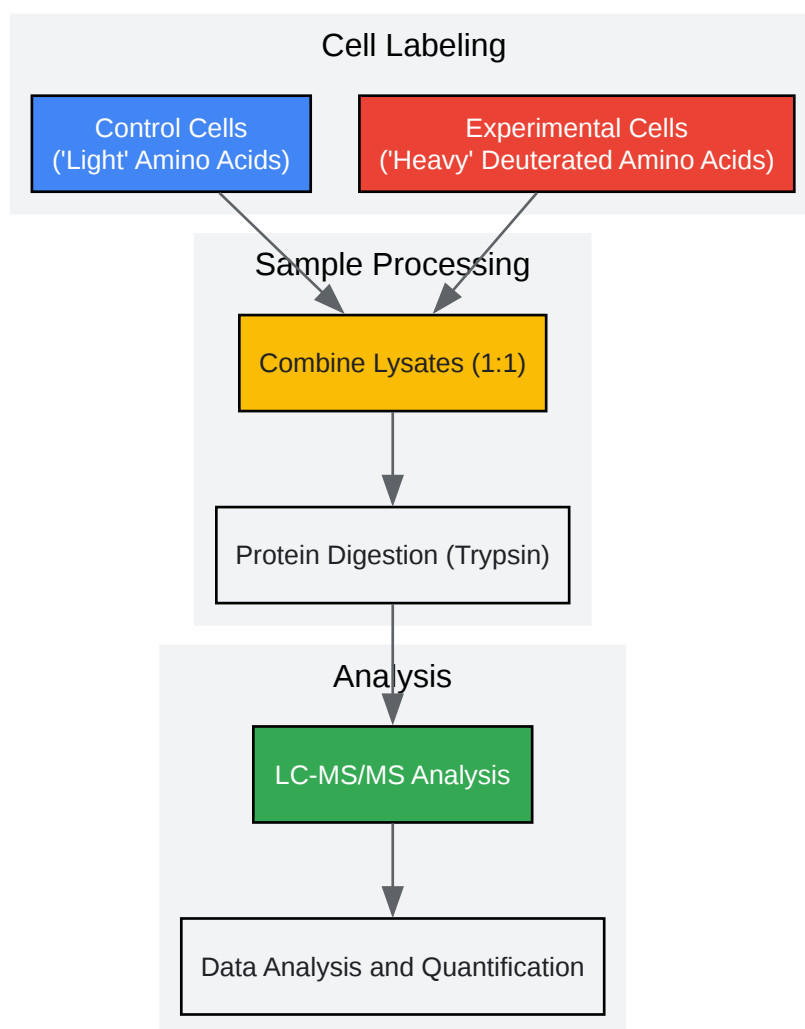 Cell Labeling
Control Cells
('Light' Amino Acids)
Experimental Cells
('Heavy' Deuterated Amino Acids)
Sample Processing
Combine Lysates (1:1)
Protein Digestion (Trypsin)
Analysis
LC-MS/MS Analysis
Data Analysis and Quantification